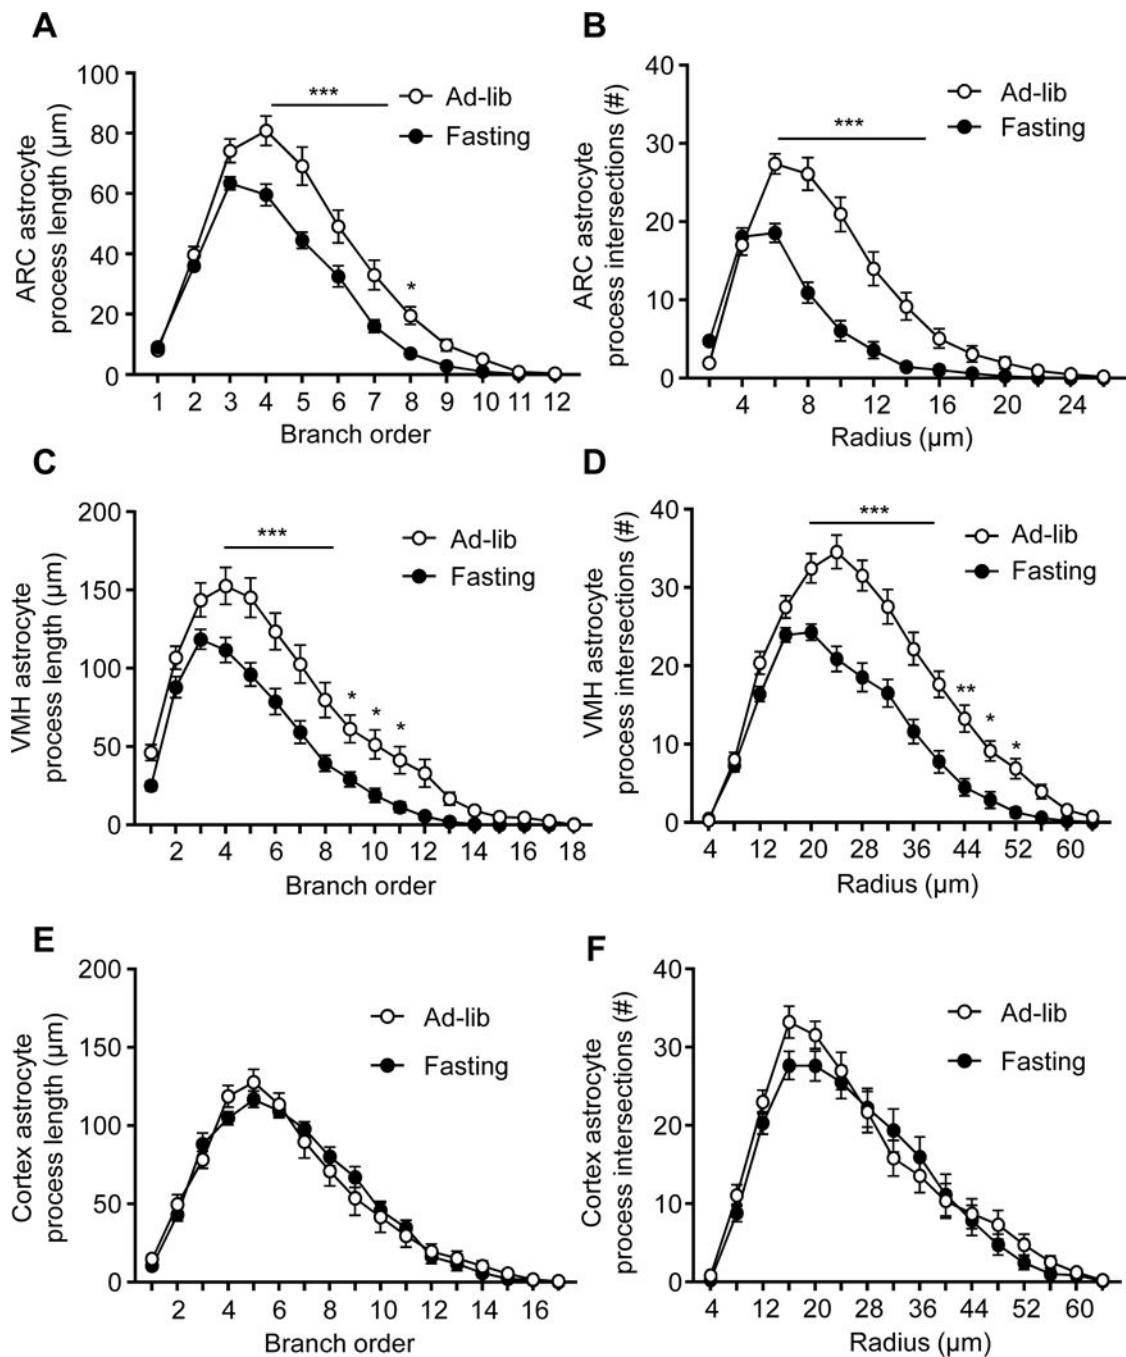 A
ARC astrocyte
process length (µm)
100
80
60
40
20
0
***
*
Ad-lib
Fasting
1 2 3 4 5 6 7 8 9 10 11 12
Branch order
B
ARC astrocyte
process intersections (#)
40
30
20
10
0
***
Ad-lib
Fasting
4 8 12 16 20 24
Radius (µm)
C
VMH astrocyte
process length (µm)
200
150
100
50
0
***
* * *
Ad-lib
Fasting
2 4 6 8 10 12 14 16 18
Branch order
D
VMH astrocyte
process intersections (#)
40
30
20
10
0
***
** * *
Ad-lib
Fasting
4 12 20 28 36 44 52 60
Radius (µm)
E
Cortex astrocyte
process length (µm)
200
150
100
50
0
Ad-lib
Fasting
2 4 6 8 10 12 14 16
Branch order
F
Cortex astrocyte
process intersections (#)
40
30
20
10
0
Ad-lib
Fasting
4 12 20 28 36 44 52 60
Radius (µm)